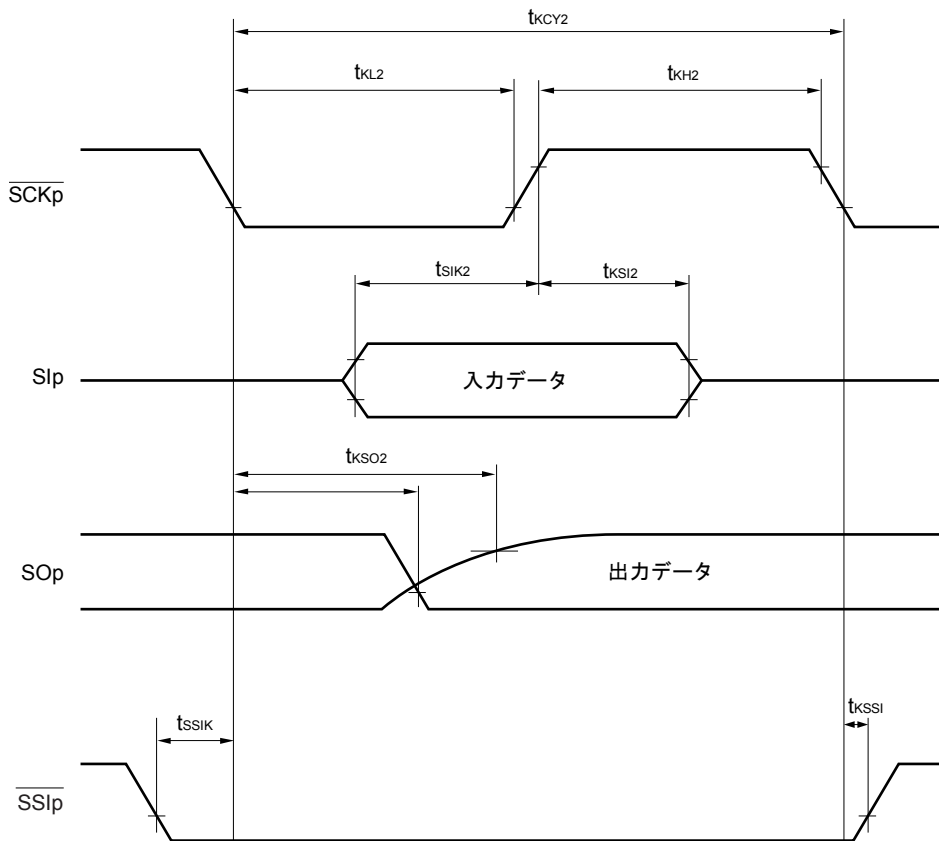 tKCY2
tKL2
tKH2
SCKp
tSIK2
tKSI2
SIp
入力データ
tKSO2
SOp
出力データ
tSSIK
tKSSI
SSIp